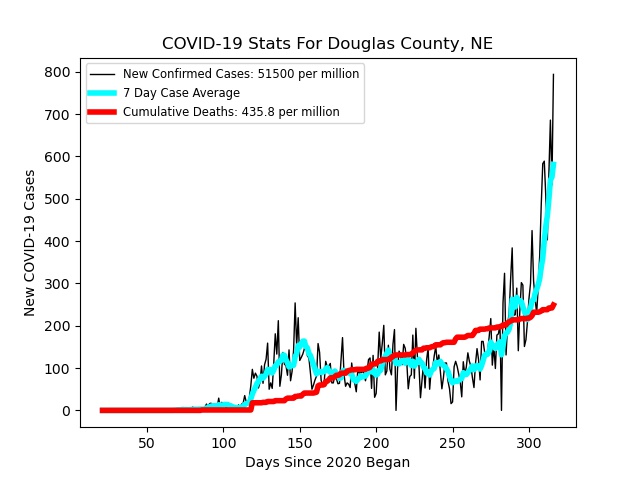 COVID-19 Stats For Douglas County, NE
New Confirmed Cases: 51500 per million
7 Day Case Average
Cumulative Deaths: 435.8 per million
New COVID-19 Cases
800
700
600
500
400
300
200
100
0
50 100 150 200 250 300
Days Since 2020 Began